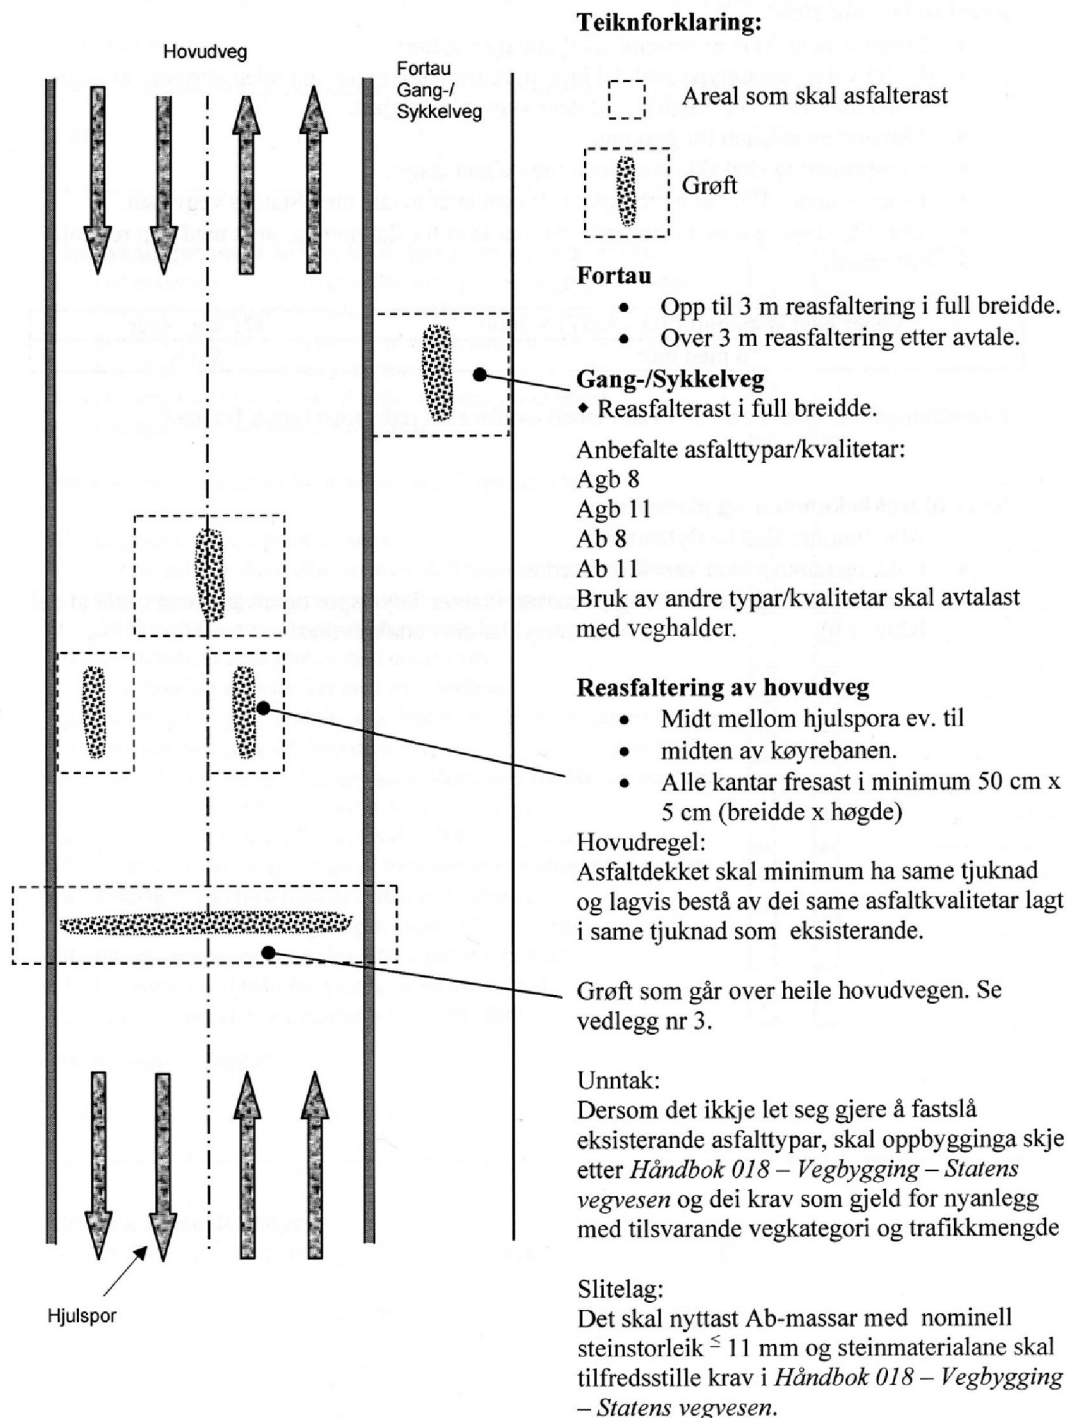 Teiknforklaring:
Hovudveg
Fortau
Gang-/
Sykkelveg
Areal som skal asfalterast
Grøft
Fortau
• Opp til 3 m reasfaltering i full breidde.
• Over 3 m reasfaltering etter avtale.
Gang-/Sykkelveg
◆ Reasfalterast i full breidde.
Anbefalte asfalttypar/kvalitetar:
Agb 8
Agb 11
Ab 8
Ab 11
Bruk av andre typar/kvalitetar skal avtalast
med veghalder.
Reasfaltering av hovudveg
• Midt mellom hjulspora ev. til
• midten av køyrebanen.
• Alle kantar fresast i minimum 50 cm x
5 cm (breidde x høgde)
Hovudregel:
Asfaltdekket skal minimum ha same tjuknad
og lagvis bestå av dei same asfaltkvalitetar lagt
i same tjuknad som eksisterande.
Grøft som går over heile hovudvegen. Se
vedlegg nr 3.
Unntak:
Dersom det ikkje let seg gjere å fastslå
eksisterande asfalttypar, skal oppbygginga skje
etter Håndbok 018 – Vegbygging – Statens
vegvesen og dei krav som gjeld for nyanlegg
med tilsvarande vegkategori og trafikkmengde
Hjulspor
Slitelag:
Det skal nyttast Ab-massar med nominell
steinstorleik ≤ 11 mm og steinmaterialane skal
tilfredsstille krav i Håndbok 018 – Vegbygging
– Statens vegvesen.